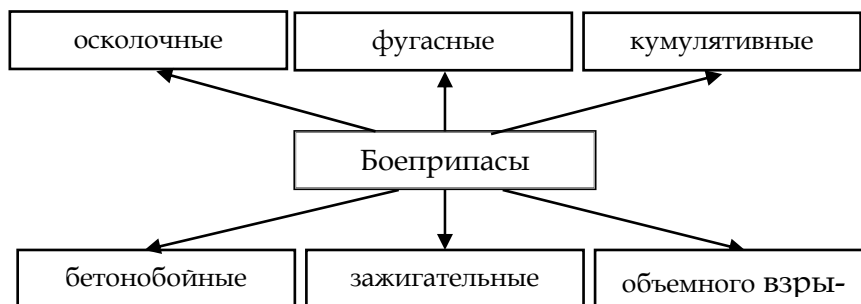 осколочные
фугасные
кумулятивные
Боеприпасы
бетонобойные
зажигательные
объемного взры-